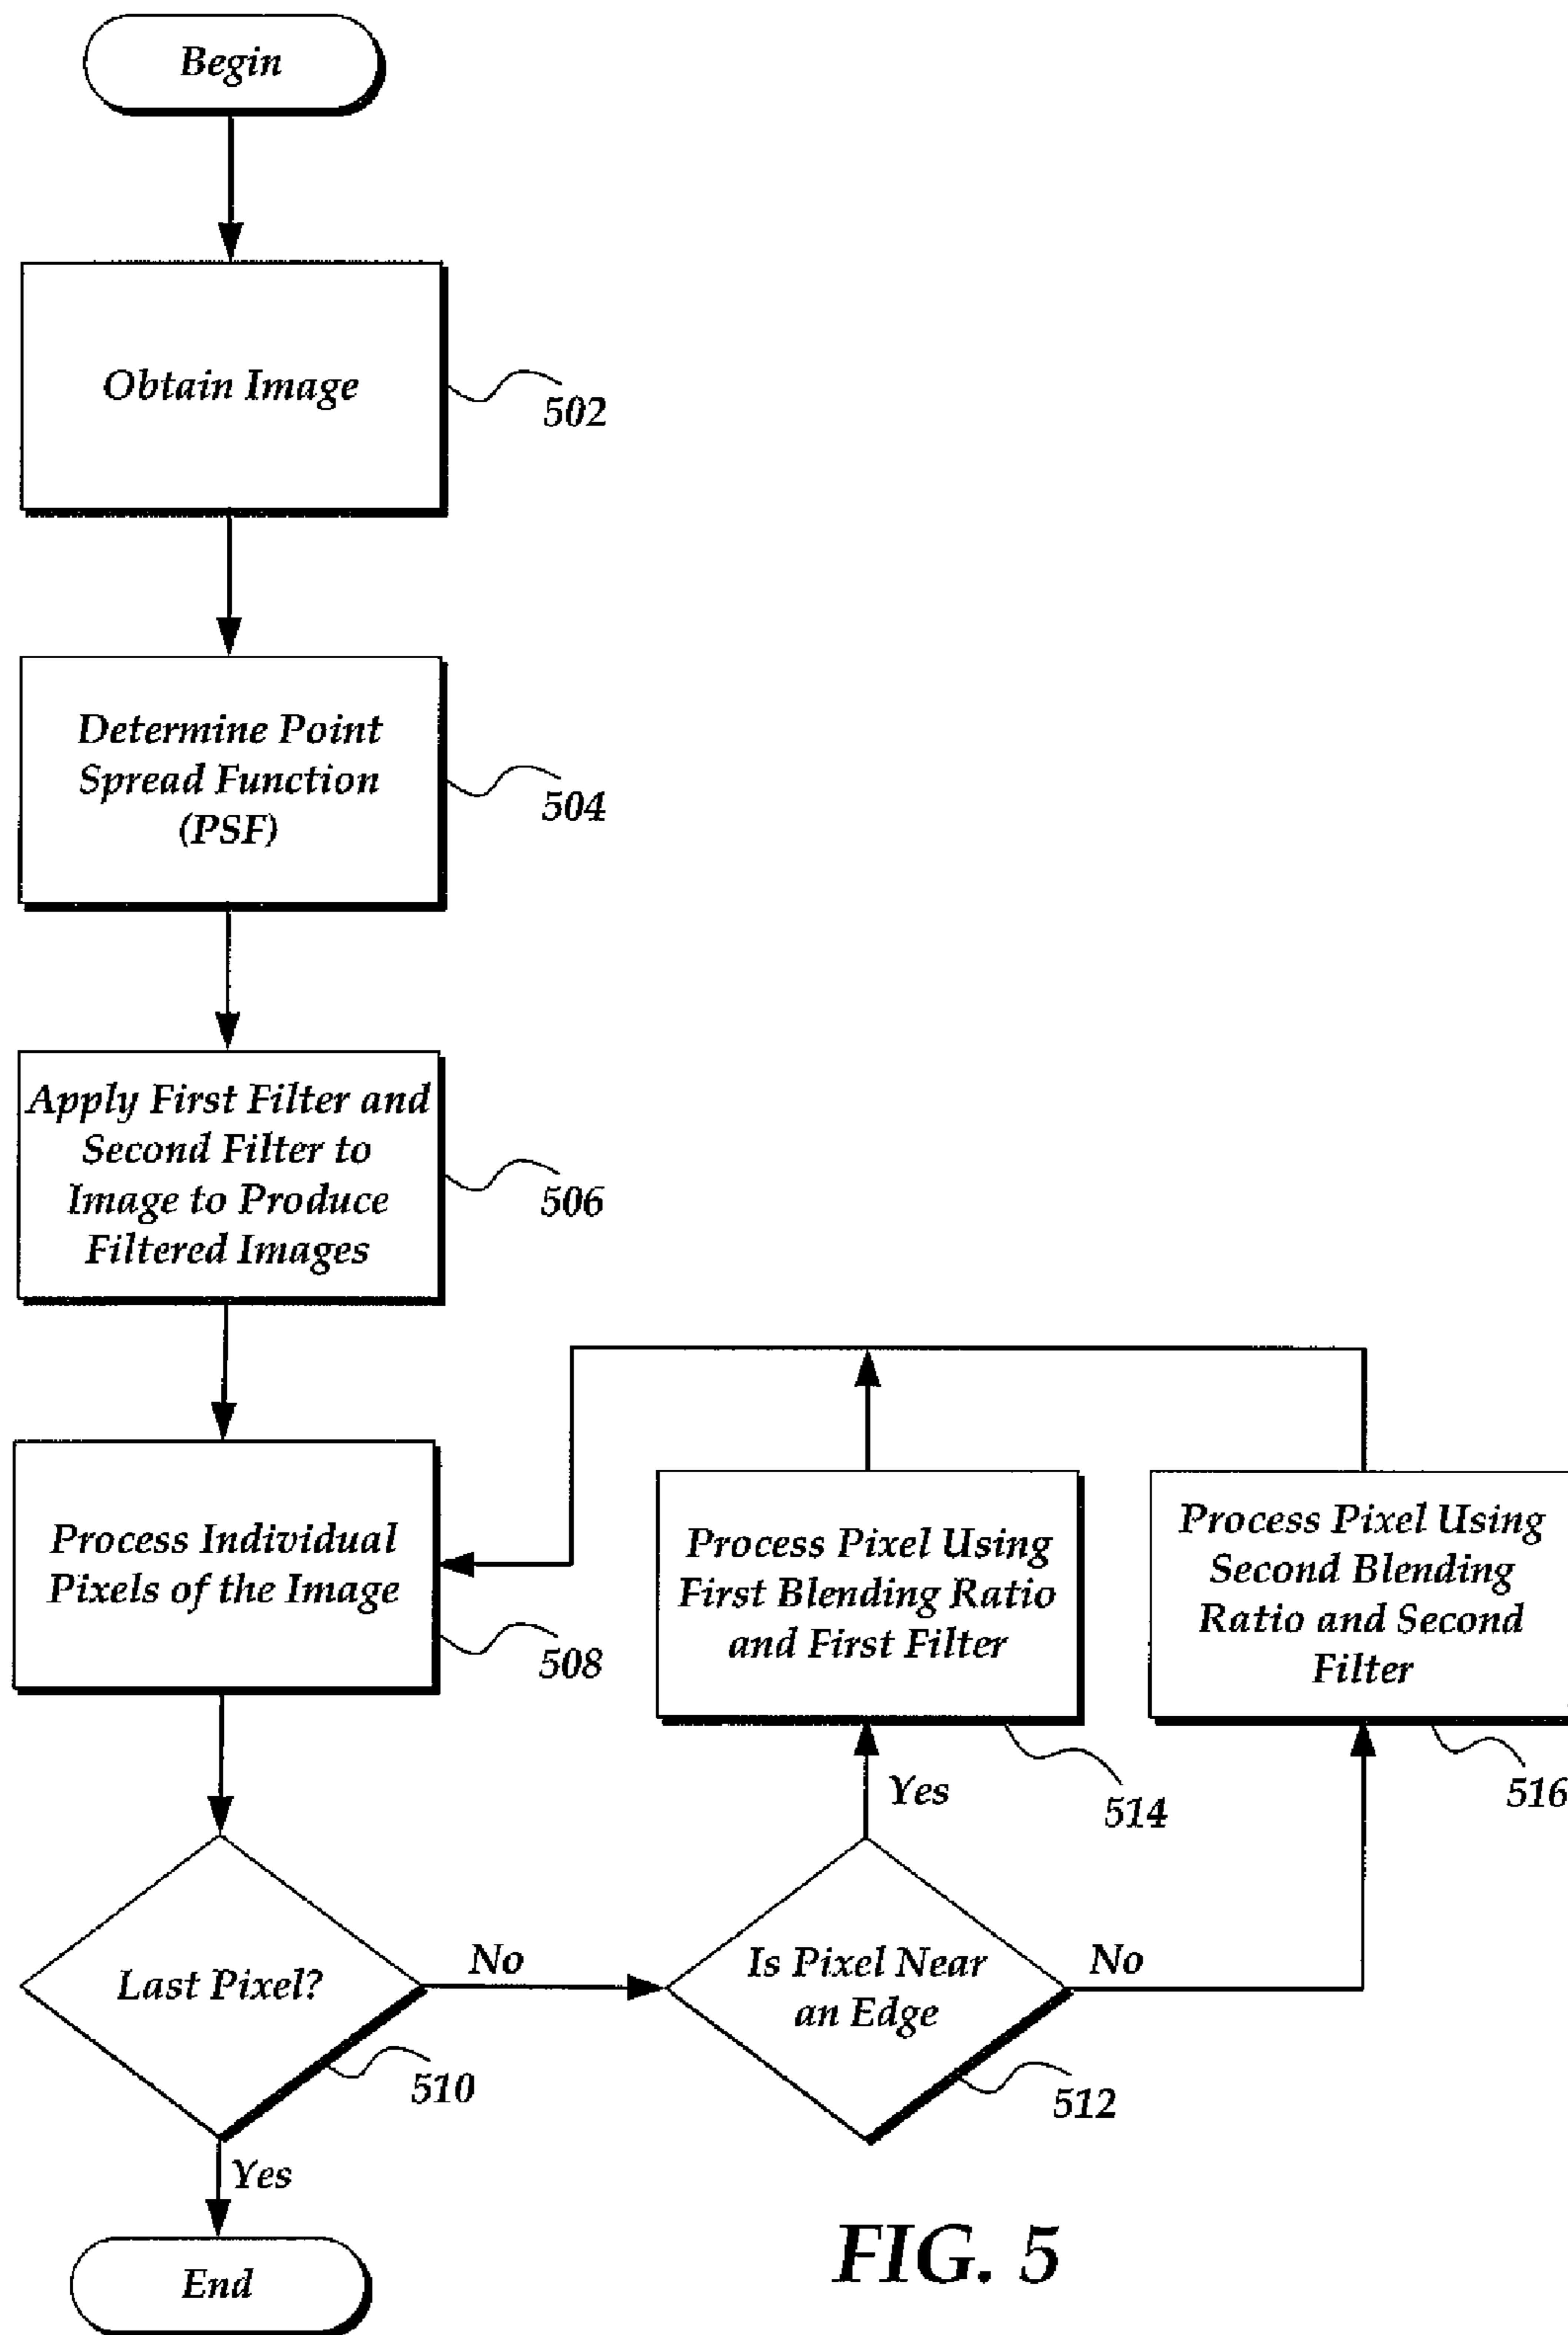 Begin
Obtain Image
502
Determine Point
Spread Function
(PSF)
504
Apply First Filter and
Second Filter to
Image to Produce
Filtered Images
506
Process Individual
Pixels of the Image
508
Process Pixel Using
First Blending Ratio
and First Filter
514
Process Pixel Using
Second Blending
Ratio and Second
Filter
516
Yes
Last Pixel?
510
No
Is Pixel Near
an Edge
512
No
Yes
End
FIG. 5